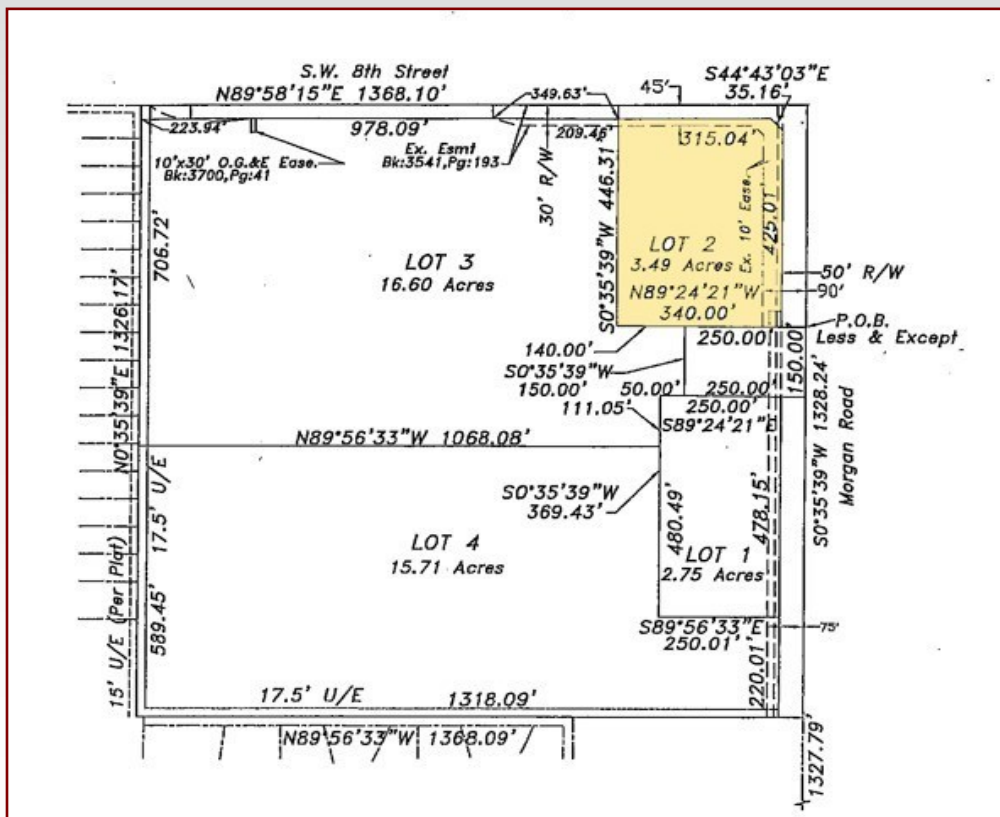 S.W. 8th Street
N89°58'15"E 1368.10'
349.63'
45'
S44°43'03"E
35.16'
223.94'
978.09'
209.46'
315.04'
10'x30' O.G.&E Ease.
Bk:3700,Pg:41
Ex. Esmt
Bk:3541,Pg:193
30' R/W
S0°35'39"W 446.31'
Ex. 10' Ease.
425.01'
706.72'
N0°35'39"E 1326.17'
LOT 3
16.60 Acres
LOT 2
3.49 Acres
N89°24'21"W
340.00'
50' R/W
90'
P.O.B.
Less & Except
140.00'
250.00'
150.00'
S0°35'39"W
150.00'
50.00'
250.00
111.05'
250.00'
S89°24'21"E
N89°56'33"W 1068.08'
S0°35'39"W
369.43'
S0°35'39"W 1328.24'
Morgan Road
480.49'
478.15'
LOT 4
15.71 Acres
LOT 1
2.75 Acres
17.5' U/E
589.45'
15' U/E (Per Plat)
S89°56'33"E
250.01'
75'
220.01'
17.5' U/E
1318.09'
N89°56'33"W 1368.09'
1327.79'